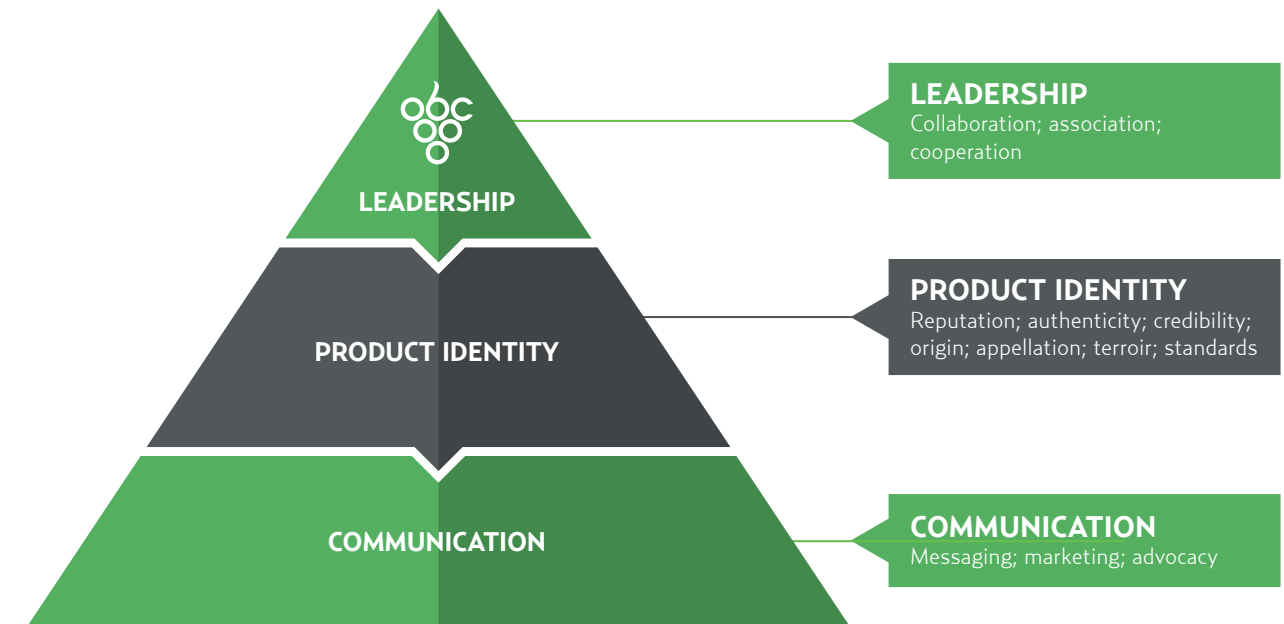 abc
LEADERSHIP
PRODUCT IDENTITY
COMMUNICATION
LEADERSHIP
Collaboration; association;
cooperation
PRODUCT IDENTITY
Reputation; authenticity; credibility;
origin; appellation; terroir; standards
COMMUNICATION
Messaging; marketing; advocacy